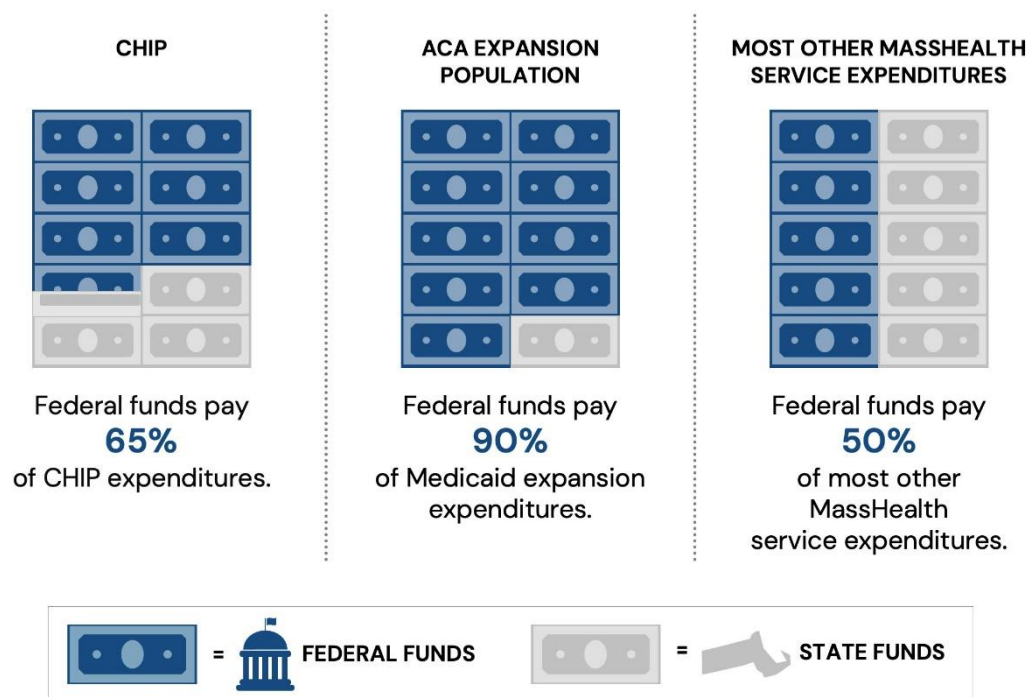 CHIP
Federal funds pay
65%
of CHIP expenditures.
ACA EXPANSION
POPULATION
Federal funds pay
90%
of Medicaid expansion
expenditures.
MOST OTHER MASSHEALTH
SERVICE EXPENDITURES
Federal funds pay
50%
of most other
MassHealth
service expenditures.
= FEDERAL FUNDS
= STATE FUNDS